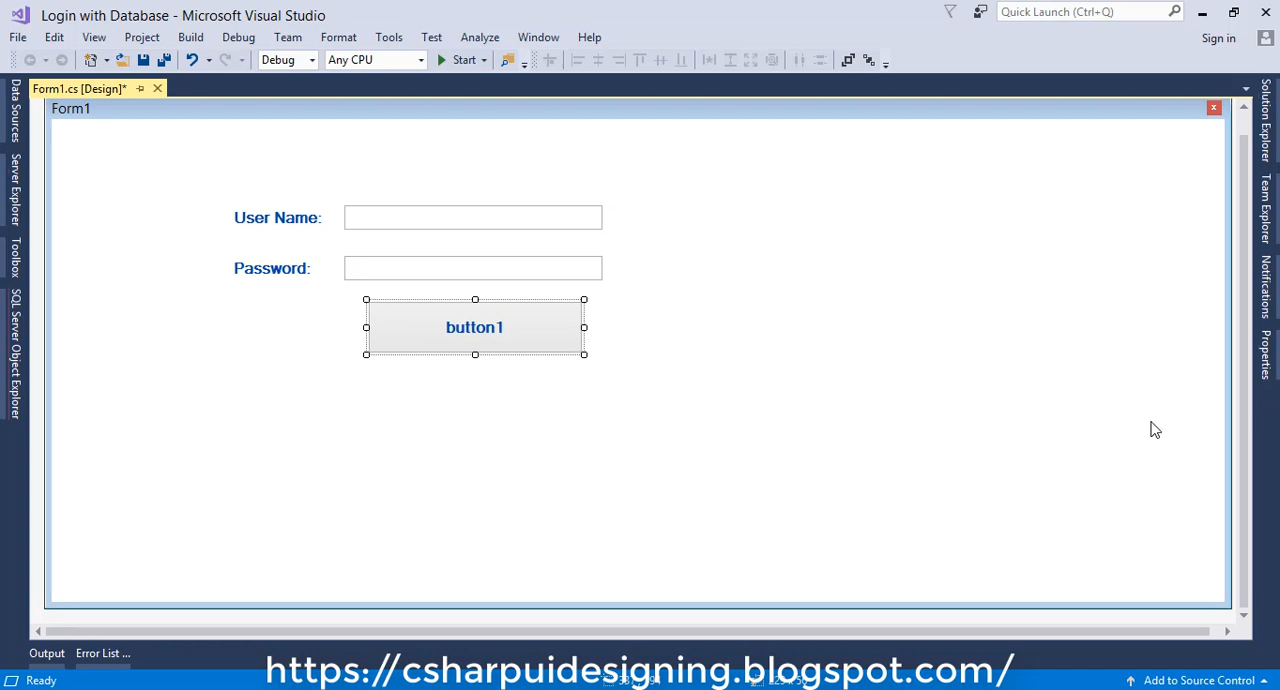 Login with Database - Microsoft Visual Studio
Quick Launch (Ctrl+Q)
File Edit View Project Build Debug Team Format Tools Test Analyze Window Help
Sign in
Debug Any CPU Start
Form1.cs [Design]*
Form1
Data Sources
Server Explorer
Toolbox
SQL Server Object Explorer
User Name:
Password:
button1
Solution Explorer
Team Explorer
Notifications
Properties
Output Error List ...
https://csharpuidesigning.blogspot.com/
Ready
Add to Source Control